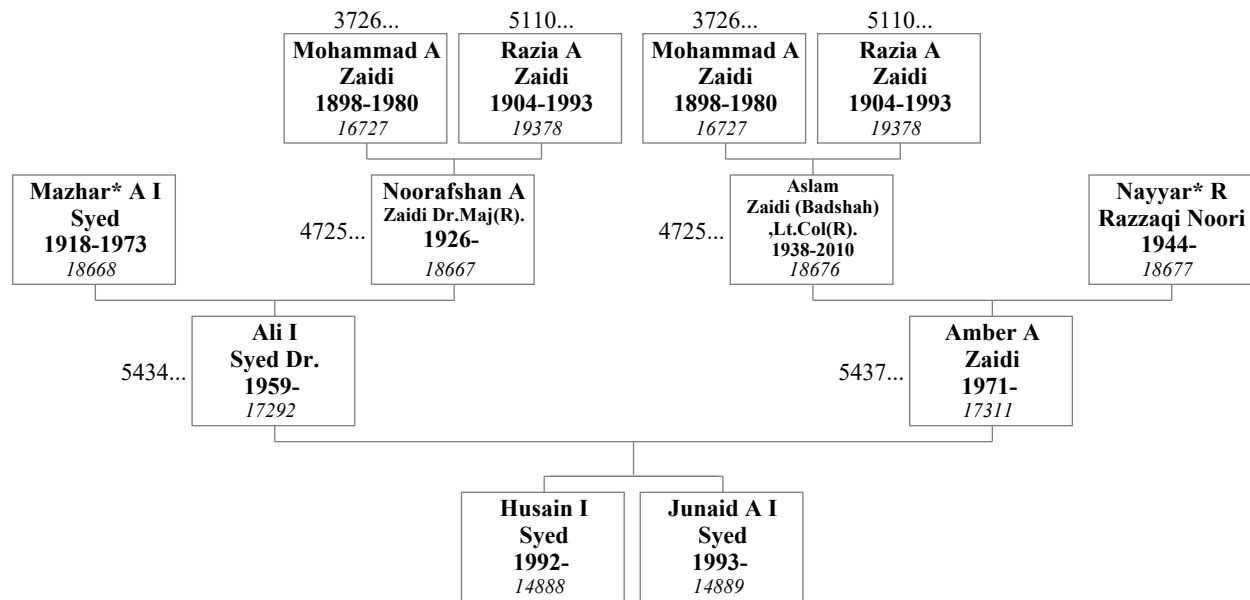 3726...
5110...
3726...
5110...
Mohammad A
Zaidi
1898-1980
16727
Razia A
Zaidi
1904-1993
19378
Mohammad A
Zaidi
1898-1980
16727
Razia A
Zaidi
1904-1993
19378
Mazhar* A I
Syed
1918-1973
18668
4725...
Noorafshan A
Zaidi Dr.Maj(R).
1926-
18667
4725...
Aslam
Zaidi (Badshah)
,Lt.Col(R).
1938-2010
18676
Nayyar* R
Razzaqi Noori
1944-
18677
5434...
Ali I
Syed Dr.
1959-
17292
5437...
Amber A
Zaidi
1971-
17311
Husain I
Syed
1992-
14888
Junaid A I
Syed
1993-
14889